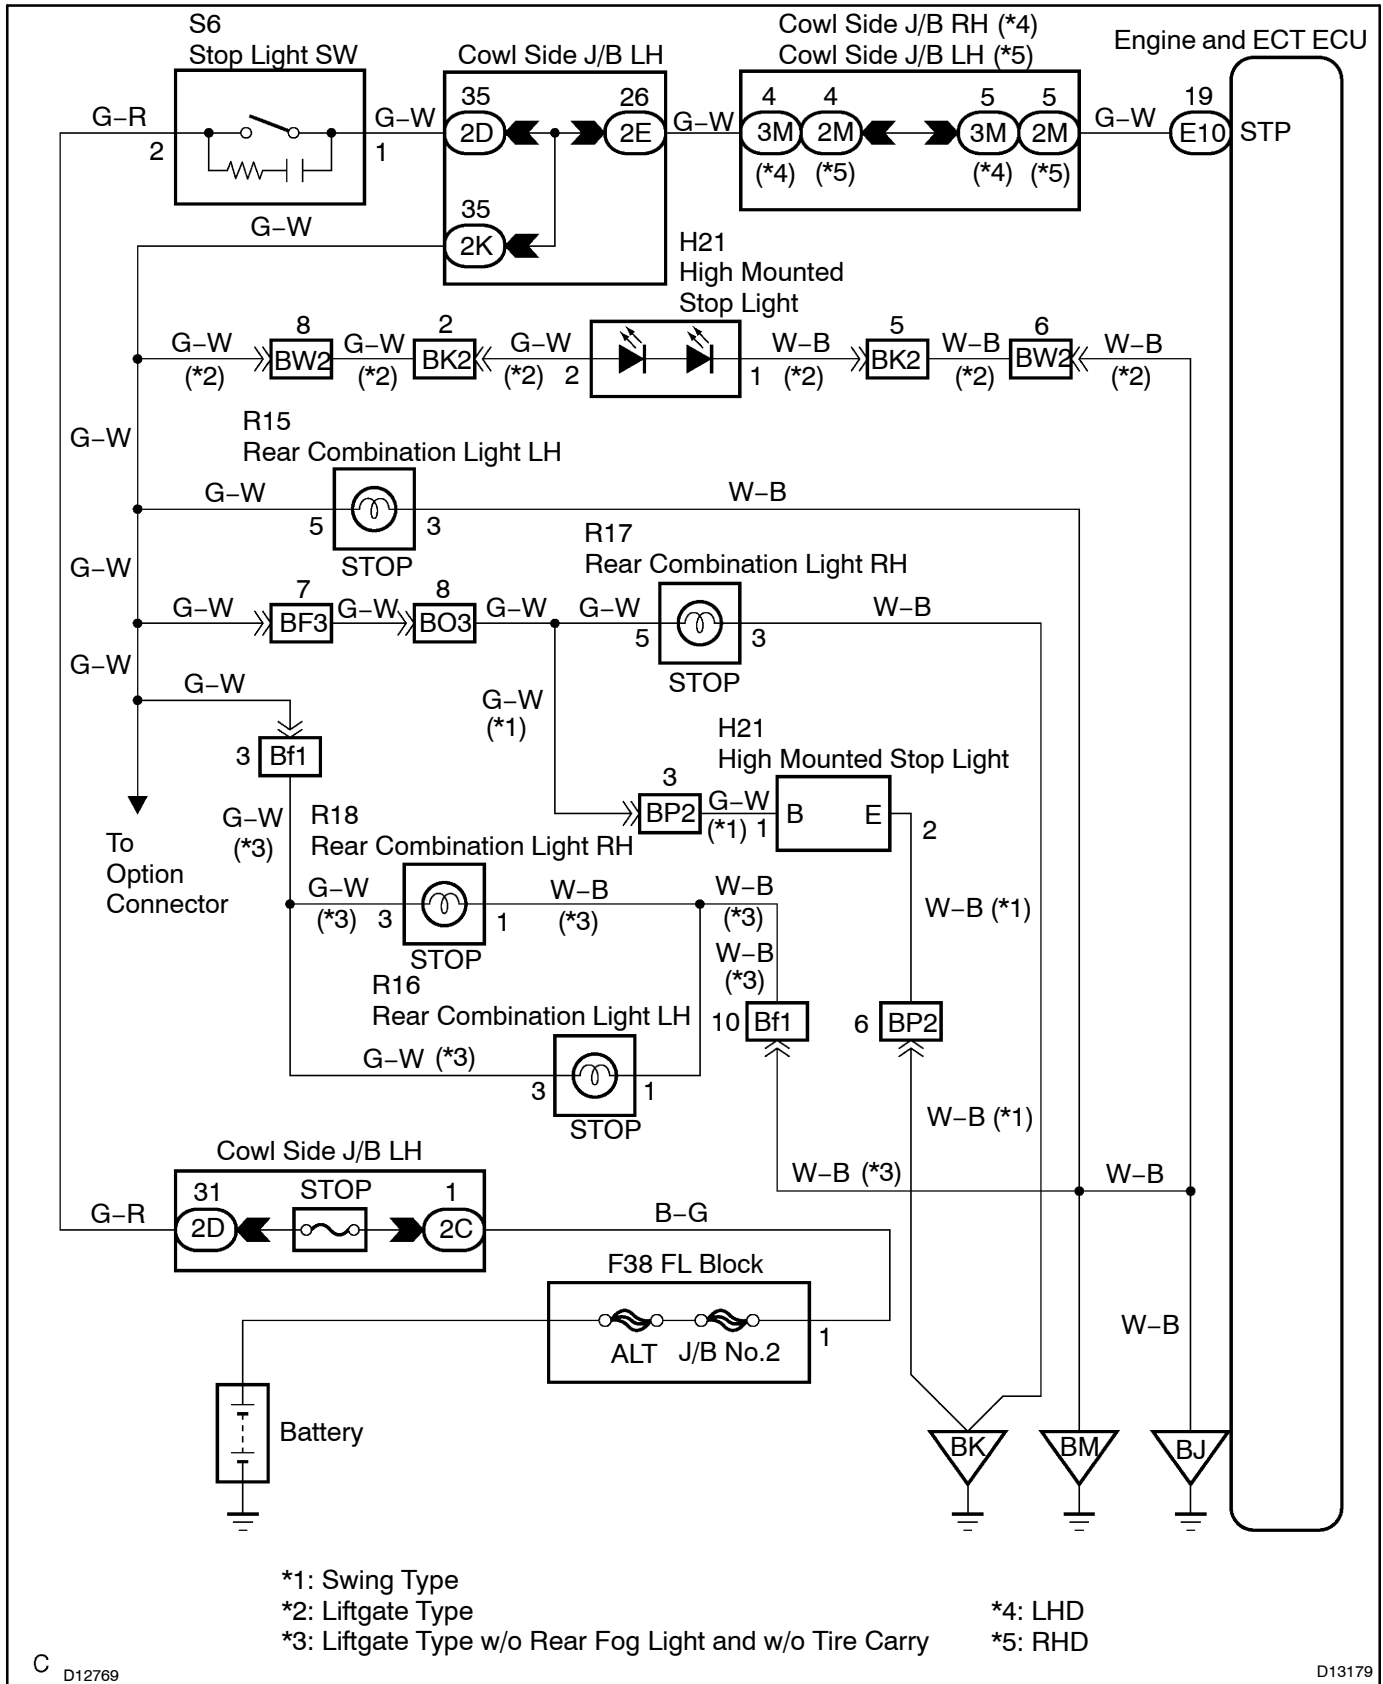 S6
Stop Light SW
Cowl Side J/B LH
Cowl Side J/B RH (*4)
Cowl Side J/B LH (*5)
Engine and ECT ECU
G-R
2
G-W
1
35
2D
26
2E
G-W
4
3M
(*4)
4
2M
(*5)
5
3M
(*4)
5
2M
(*5)
G-W
19
E10
STP
G-W
35
2K
H21
High Mounted
Stop Light
G-W
(*2)
8
BW2
G-W
(*2)
2
BK2
G-W
(*2)
2
1
W-B
(*2)
5
BK2
W-B
(*2)
6
BW2
W-B
(*2)
G-W
R15
Rear Combination Light LH
G-W
5
3
W-B
STOP
G-W
R17
Rear Combination Light RH
G-W
7
BF3
G-W
8
BO3
G-W
G-W
5
3
W-B
STOP
G-W
G-W
G-W
(*1)
3
Bf1
H21
High Mounted Stop Light
3
BP2
G-W
(*1)
1
B
E
2
To
Option
Connector
G-W
(*3)
R18
Rear Combination Light RH
G-W
(*3)
3
1
W-B
(*3)
W-B
(*3)
W-B (*1)
STOP
W-B
(*3)
R16
Rear Combination Light LH
10
Bf1
6
BP2
G-W (*3)
3
1
STOP
W-B (*1)
Cowl Side J/B LH
W-B (*3)
W-B
G-R
31
2D
STOP
1
2C
B-G
F38 FL Block
ALT
J/B No.2
1
W-B
Battery
BK
BM
BJ
*1: Swing Type
*2: Liftgate Type
*4: LHD
*3: Liftgate Type w/o Rear Fog Light and w/o Tire Carry
*5: RHD
C
D12769
D13179